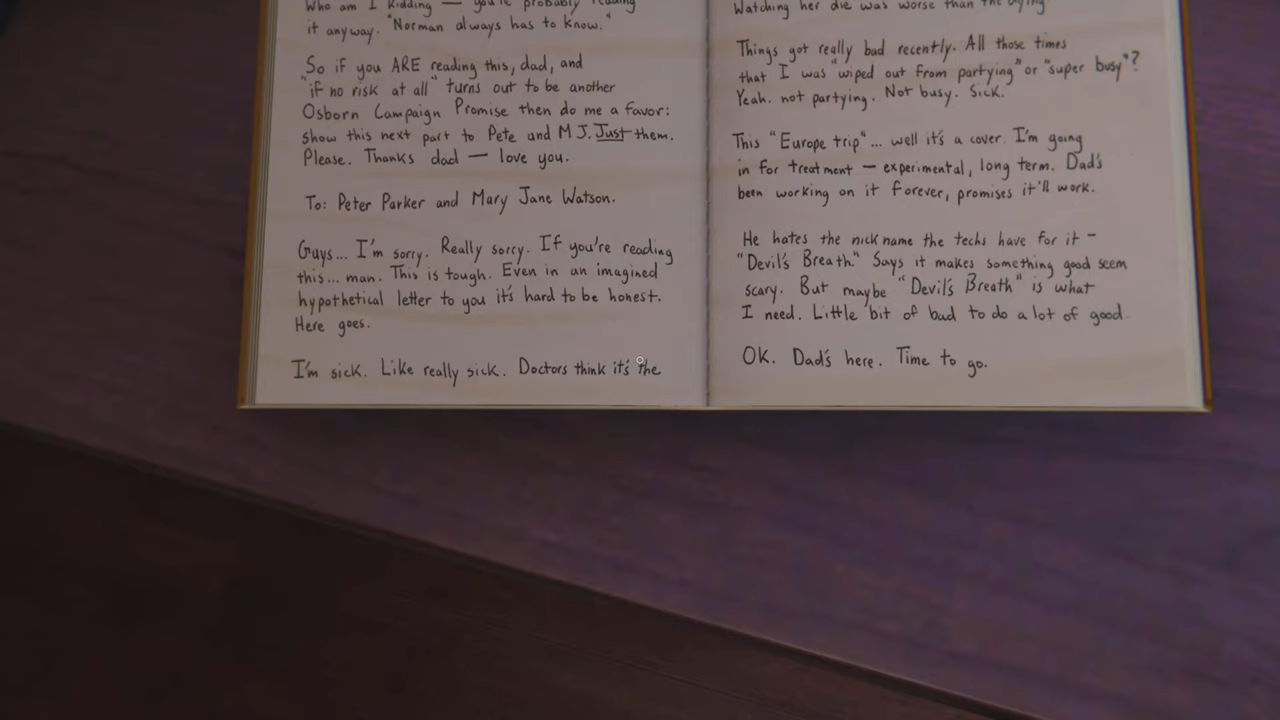 Who am I kidding — you're probably reading
it anyway. "Norman always has to know."
So if you ARE reading this, dad, and
"if no risk at all" turns out to be another
Osborn Campaign Promise then do me a favor:
show this next part to Pete and MJ. Just them.
Please. Thanks dad — love you.
To: Peter Parker and Mary Jane Watson.
Guys... I'm sorry. Really sorry. If you're reading
this... man. This is tough. Even in an imagined
hypothetical letter to you it's hard to be honest.
Here goes.
I'm sick. Like really sick. Doctors think it's the
Watching her die was worse than the dying
Things got really bad recently. All those times
that I was "wiped out from partying" or "super busy"?
Yeah. not partying. Not busy. Sick.
This "Europe trip"... well it's a cover. I'm going
in for treatment — experimental, long term. Dad's
been working on it forever, promises it'll work.
He hates the nickname the techs have for it -
"Devil's Breath." Says it makes something good seem
scary. But maybe "Devil's Breath" is what
I need. Little bit of bad to do a lot of good.
OK. Dad's here. Time to go.